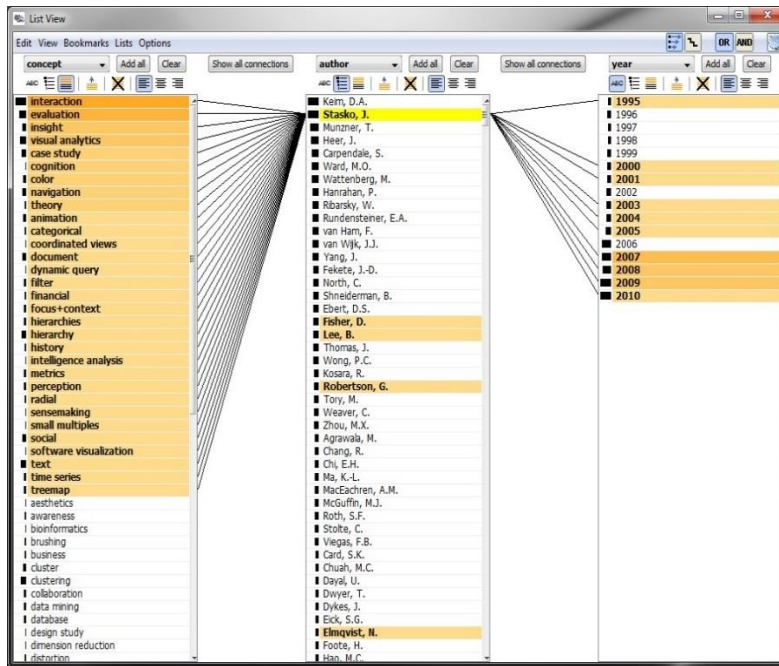 List View
Edit View Bookmarks Lists Options
OR AND
concept Add all Clear Show all connections author Add all Clear Show all connections year Add all Clear
ABC ABC ABC
interaction
evaluation
insight
visual analytics
case study
cognition
color
navigation
theory
animation
categorical
coordinated views
document
dynamic query
filter
financial
focus+context
hierarchies
hierarchy
history
intelligence analysis
metrics
perception
radial
sensemaking
small multiples
social
software visualization
text
time series
treemap
aesthetics
awareness
bioinformatics
brushing
business
cluster
clustering
collaboration
data mining
database
design study
dimension reduction
distortion
Keim, D.A.
Stasko, J.
Munzner, T.
Heer, J.
Carpendale, S.
Ward, M.O.
Wattenberg, M.
Hanrahan, P.
Ribarsky, W.
Rundensteiner, E.A.
van Ham, F.
van Wijk, J.J.
Yang, J.
Fekete, J.-D.
North, C.
Shneiderman, B.
Ebert, D.S.
Fisher, D.
Lee, B.
Thomas, J.
Wong, P.C.
Kosara, R.
Robertson, G.
Tory, M.
Weaver, C.
Zhou, M.X.
Agrawala, M.
Chang, R.
Chi, E.H.
Ma, K.-L.
MacEachren, A.M.
McGuffin, M.J.
Roth, S.F.
Stolte, C.
Viegas, F.B.
Card, S.K.
Chuah, M.C.
Dayal, U.
Dwyer, T.
Dykes, J.
Eick, S.G.
Elmqvist, N.
Foote, H.
Hao, M.C.
1995
1996
1997
1998
1999
2000
2001
2002
2003
2004
2005
2006
2007
2008
2009
2010